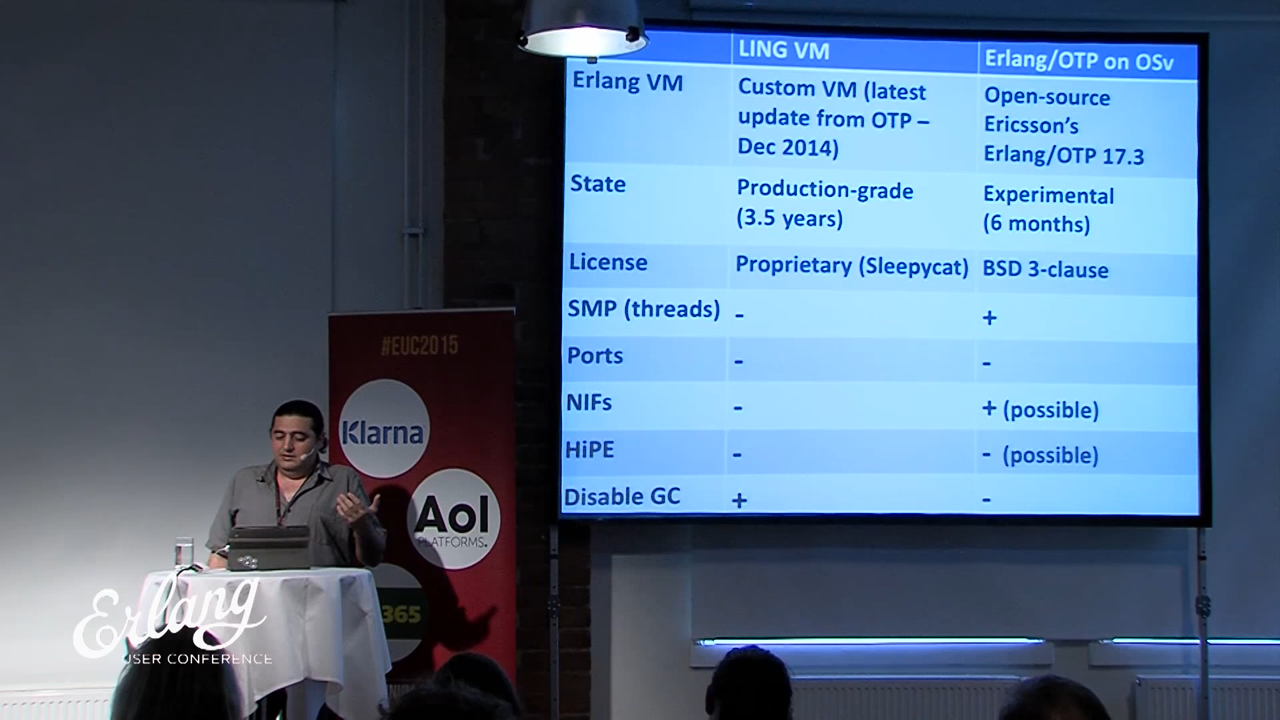 LING VM
Erlang/OTP on OSv
Erlang VM
Custom VM (latest
update from OTP –
Dec 2014)
Open-source
Ericsson's
Erlang/OTP 17.3
State
Production-grade
(3.5 years)
Experimental
(6 months)
License
Proprietary (Sleepycat)
BSD 3-clause
SMP (threads)
-
+
Ports
-
-
NIFs
-
+ (possible)
HiPE
-
- (possible)
Disable GC
+
-
#EUC2015
Klarna
Aol
PLATFORMS.
365
Erlang
USER CONFERENCE